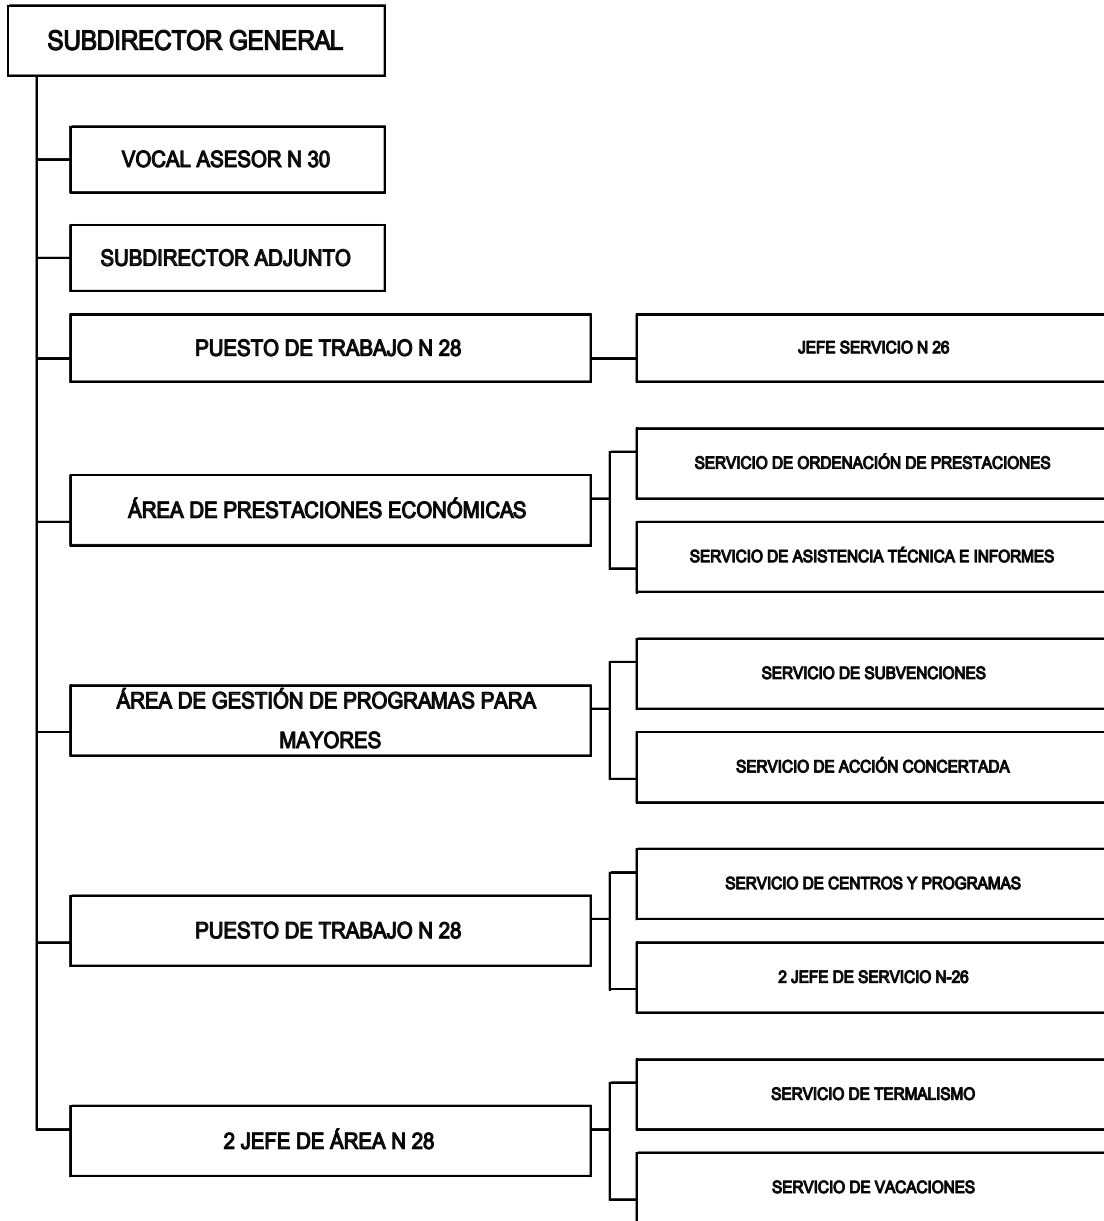 SUBDIRECTOR GENERAL
VOCAL ASESOR N 30
SUBDIRECTOR ADJUNTO
PUESTO DE TRABAJO N 28
JEFE SERVICIO N 26
ÁREA DE PRESTACIONES ECONÓMICAS
SERVICIO DE ORDENACIÓN DE PRESTACIONES
SERVICIO DE ASISTENCIA TÉCNICA E INFORMES
ÁREA DE GESTIÓN DE PROGRAMAS PARA
MAYORES
SERVICIO DE SUBVENCIONES
SERVICIO DE ACCIÓN CONCERTADA
PUESTO DE TRABAJO N 28
SERVICIO DE CENTROS Y PROGRAMAS
2 JEFE DE SERVICIO N-26
2 JEFE DE ÁREA N 28
SERVICIO DE TERMALISMO
SERVICIO DE VACACIONES